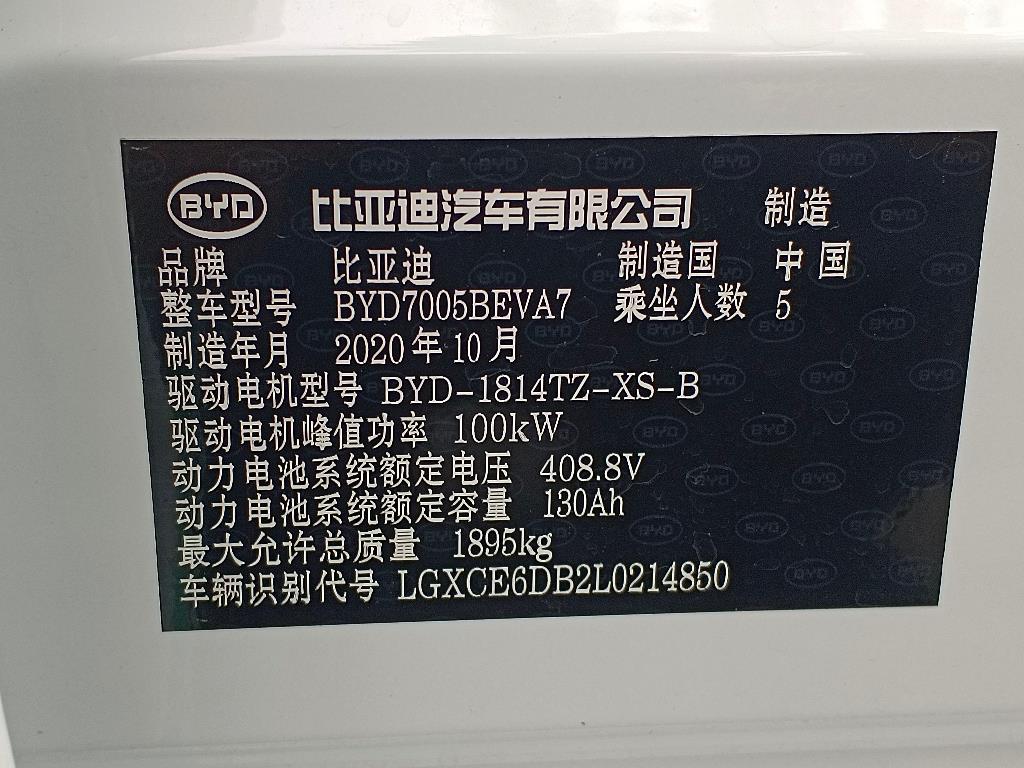 BYD 比亚迪汽车有限公司 制造
品牌 比亚迪 制造国 中国
整车型号 BYD7005BEVA7 乘坐人数 5
制造年月 2020年10月
驱动电机型号 BYD-1814TZ-XS-B
驱动电机峰值功率 100kW
动力电池系统额定电压 408.8V
动力电池系统额定容量 130Ah
最大允许总质量 1895kg
车辆识别代号 LGXCE6DB2L0214850